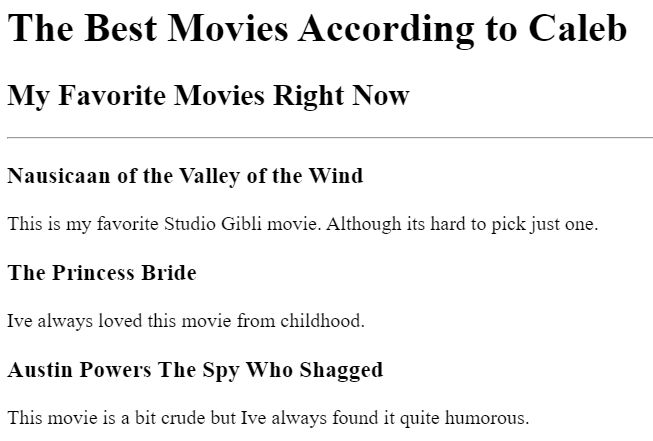 The Best Movies According to Caleb
My Favorite Movies Right Now
Nausicaan of the Valley of the Wind
This is my favorite Studio Gibli movie. Although its hard to pick just one.
The Princess Bride
Ive always loved this movie from childhood.
Austin Powers The Spy Who Shagged
This movie is a bit crude but Ive always found it quite humorous.